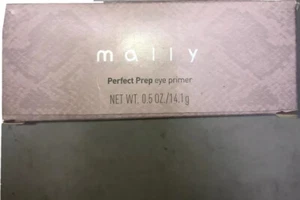 mally
Perfect Prep eye primer
NET WT. 0.5 OZ./14.1g